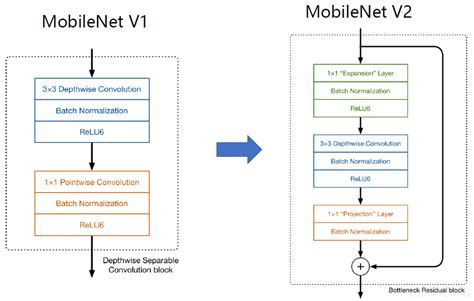 MobileNet V1
3×3 Depthwise Convolution
Batch Normalization
ReLU6
1×1 Pointwise Convolution
Batch Normalization
ReLU6
Depthwise Separable
Convolution block
MobileNet V2
1×1 "Expansion" Layer
Batch Normalization
ReLU6
3×3 Depthwise Convolution
Batch Normalization
ReLU6
1×1 "Projection" Layer
Batch Normalization
+
Bottleneck Residual block